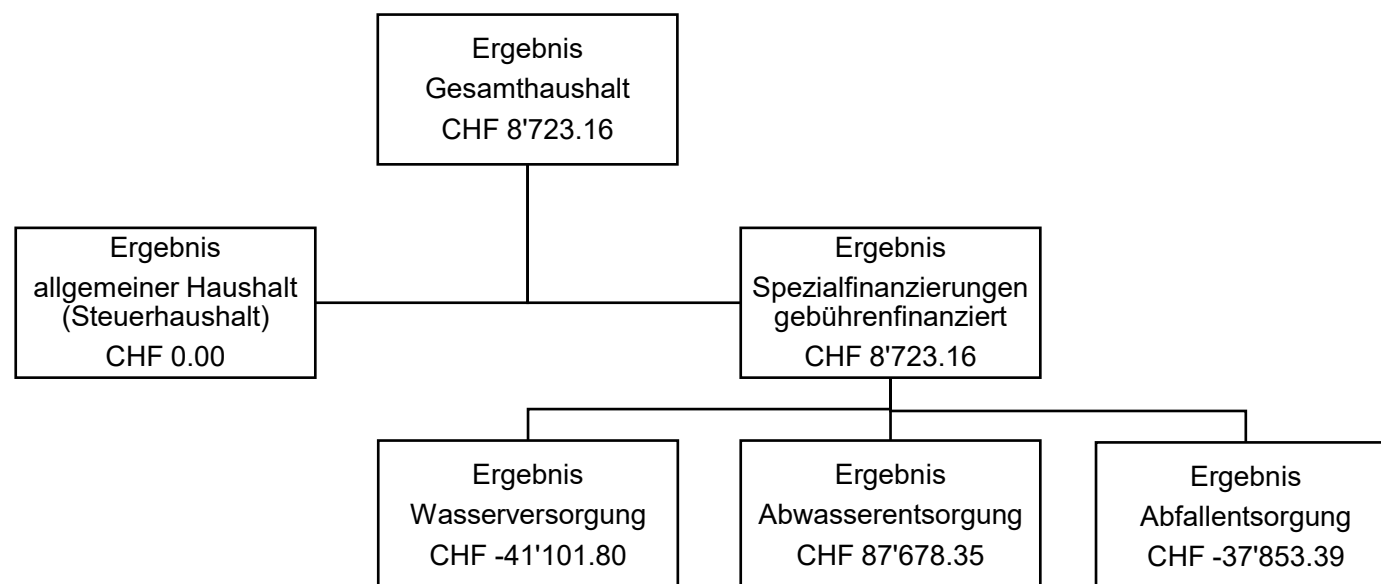 Ergebnis
Gesamthaushalt
CHF 8'723.16
Ergebnis
allgemeiner Haushalt
(Steuerhaushalt)
CHF 0.00
Ergebnis
Spezialfinanzierungen
gebührenfinanziert
CHF 8'723.16
Ergebnis
Wasserversorgung
CHF -41'101.80
Ergebnis
Abwasserentsorgung
CHF 87'678.35
Ergebnis
Abfallentsorgung
CHF -37'853.39